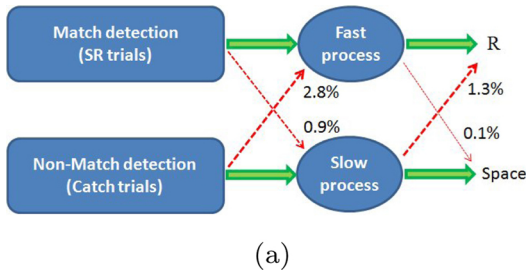 Match detection
(SR trials)
Fast
process
R
2.8%
1.3%
0.9%
0.1%
Non-Match detection
(Catch trials)
Slow
process
Space
(a)